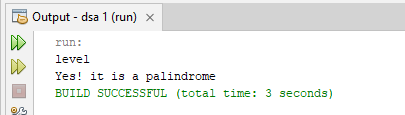 Output - dsa 1 (run)
run:
level
Yes! it is a palindrome
BUILD SUCCESSFUL (total time: 3 seconds)